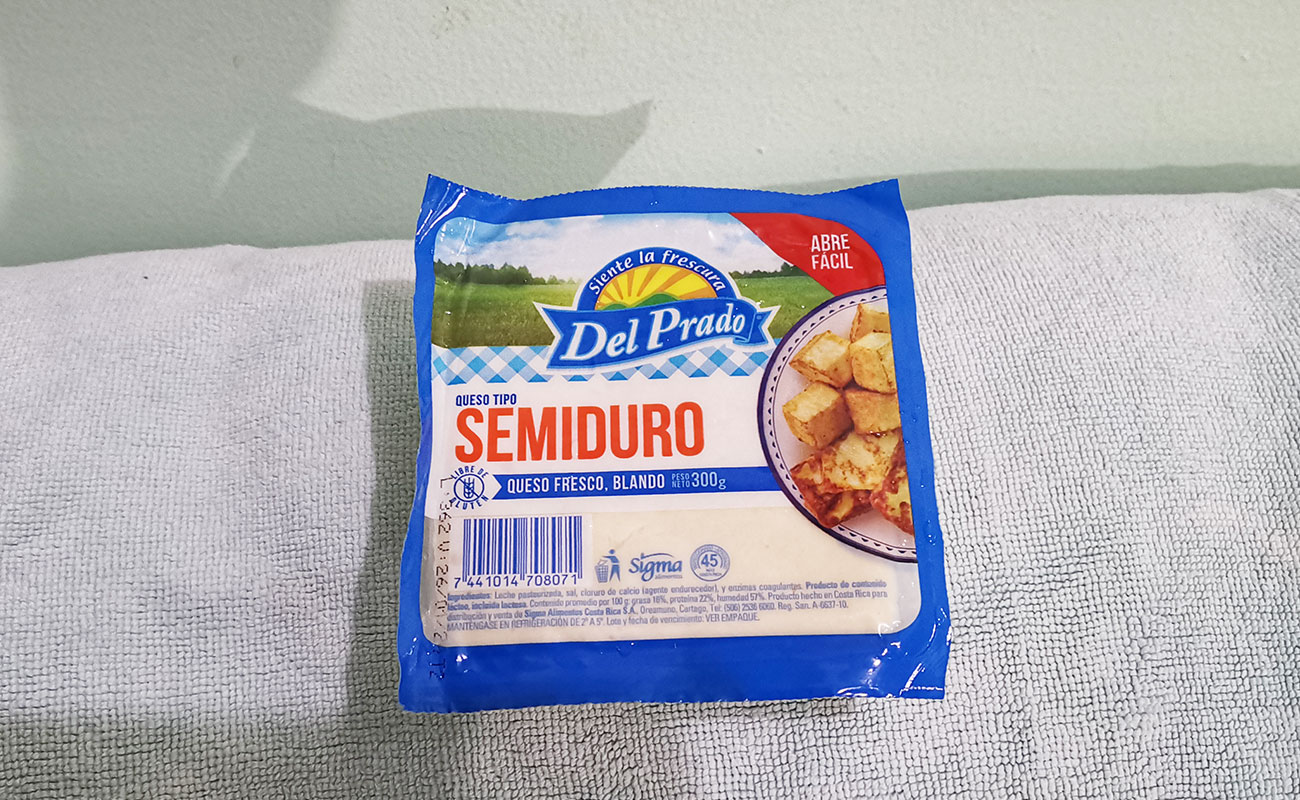 ABRE
FÁCIL
Siente la frescura
Del Prado
QUESO TIPO
SEMIDURO
LIBRE DE
GLUTEN
QUESO FRESCO, BLANDO PESO NETO 300g
7 441014 708071
Sigma
alimentos
45
Ingredientes: Leche pasteurizada, sal, cloruro de calcio (agente endurecedor), y enzimas coagulantes. Producto de contenido
lácteo, incluida lactosa. Contenido promedio por 100 g: grasa 18%, proteína 22%, humedad 57%. Producto hecho en Costa Rica para
distribución y venta de Sigma Alimentos Costa Rica S.A., Oreamuno, Cartago, Tel: (506) 2536 6060. Reg. San. A-6637-10.
MANTÉNGASE EN REFRIGERACIÓN DE 2° A 5°. Lote y fecha de vencimiento: VER EMPAQUE.